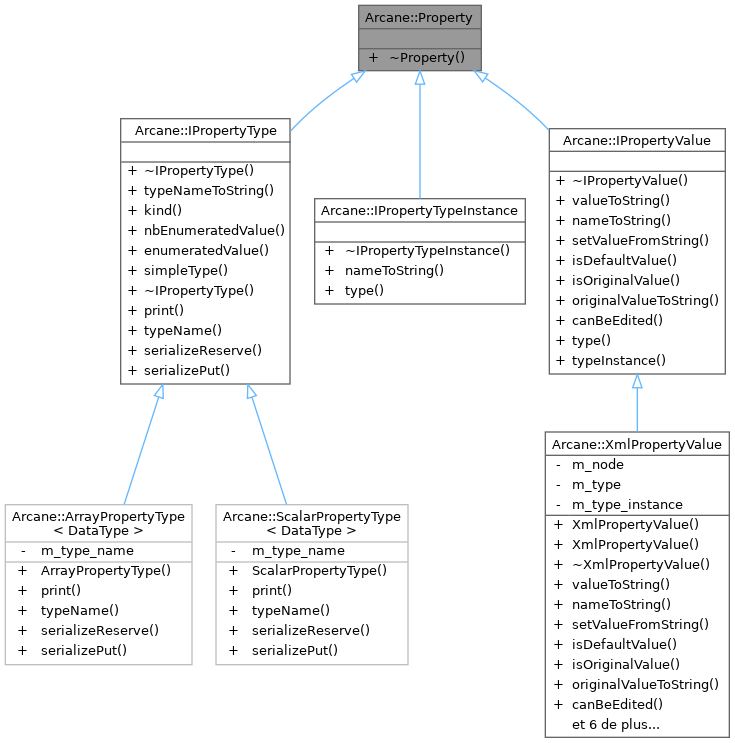 Arcane::Property
+ ~Property()
Arcane::IPropertyType
+ ~IPropertyType()
+ typeNameToString()
+ kind()
+ nbEnumeratedValue()
+ enumeratedValue()
+ simpleType()
+ ~IPropertyType()
+ print()
+ typeName()
+ serializeReserve()
+ serializePut()
Arcane::IPropertyTypeInstance
+ ~IPropertyTypeInstance()
+ nameToString()
+ type()
Arcane::IPropertyValue
+ ~IPropertyValue()
+ valueToString()
+ nameToString()
+ setValueFromString()
+ isDefaultValue()
+ isOriginalValue()
+ originalValueToString()
+ canBeEdited()
+ type()
+ typeInstance()
Arcane::ArrayPropertyType
< DataType >
- m_type_name
+ ArrayPropertyType()
+ print()
+ typeName()
+ serializeReserve()
+ serializePut()
Arcane::ScalarPropertyType
< DataType >
- m_type_name
+ ScalarPropertyType()
+ print()
+ typeName()
+ serializeReserve()
+ serializePut()
Arcane::XmlPropertyValue
- m_node
- m_type
- m_type_instance
+ XmlPropertyValue()
+ XmlPropertyValue()
+ ~XmlPropertyValue()
+ valueToString()
+ nameToString()
+ setValueFromString()
+ isDefaultValue()
+ isOriginalValue()
+ originalValueToString()
+ canBeEdited()
et 6 de plus...